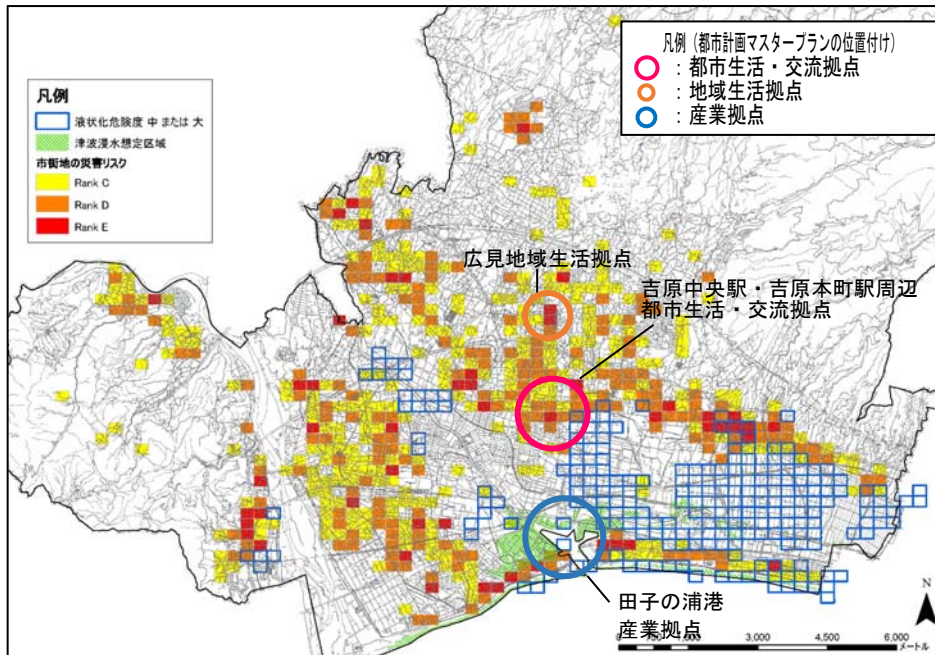 凡例（都市計画マスタープランの位置付け）
：都市生活・交流拠点
：地域生活拠点
：産業拠点
凡例
液状化危険度 中 または 大
津波浸水想定区域
市街地の災害リスク
Rank C
Rank D
Rank E
広見地域生活拠点
吉原中央駅・吉原本町駅周辺
都市生活・交流拠点
田子の浦港
産業拠点
N
0 750 1,500 3,000 4,500 6,000
メートル